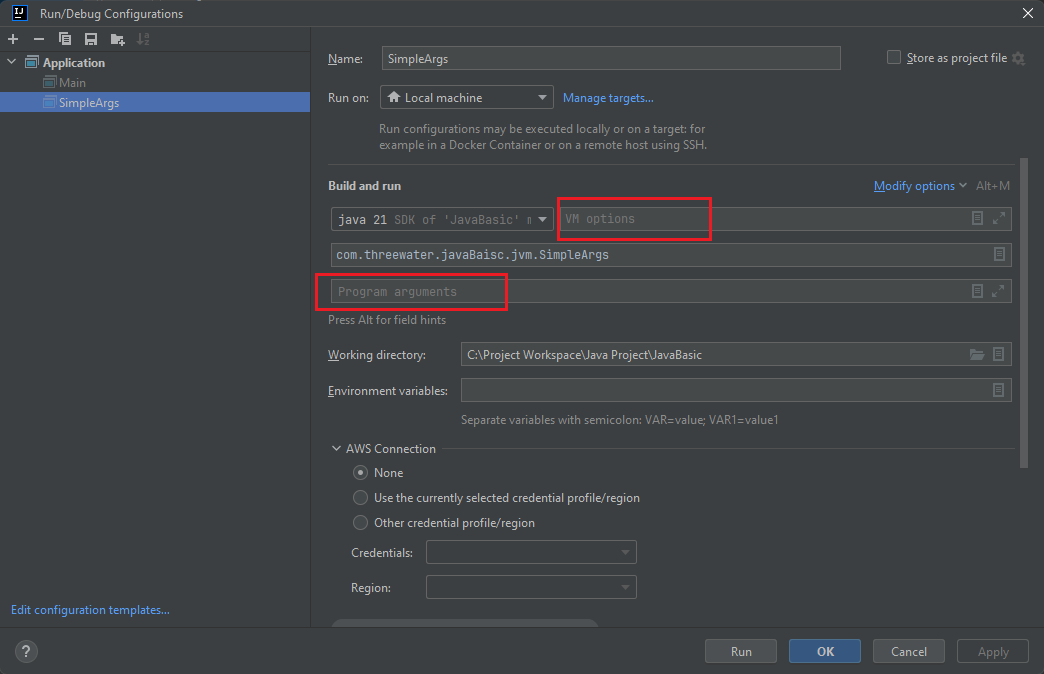 IJ Run/Debug Configurations
Application
Main
SimpleArgs
Name: SimpleArgs Store as project file
Run on: Local machine Manage targets...
Run configurations may be executed locally or on a target: for
example in a Docker Container or on a remote host using SSH.
Build and run Modify options Alt+M
java 21 SDK of 'JavaBasic' VM options
com.threewater.javaBaisc.jvm.SimpleArgs
Program arguments
Press Alt for field hints
Working directory: C:\Project Workspace\Java Project\JavaBasic
Environment variables:
Separate variables with semicolon: VAR=value; VAR1=value1
AWS Connection
None
Use the currently selected credential profile/region
Other credential profile/region
Credentials:
Region:
Edit configuration templates...
? Run OK Cancel Apply